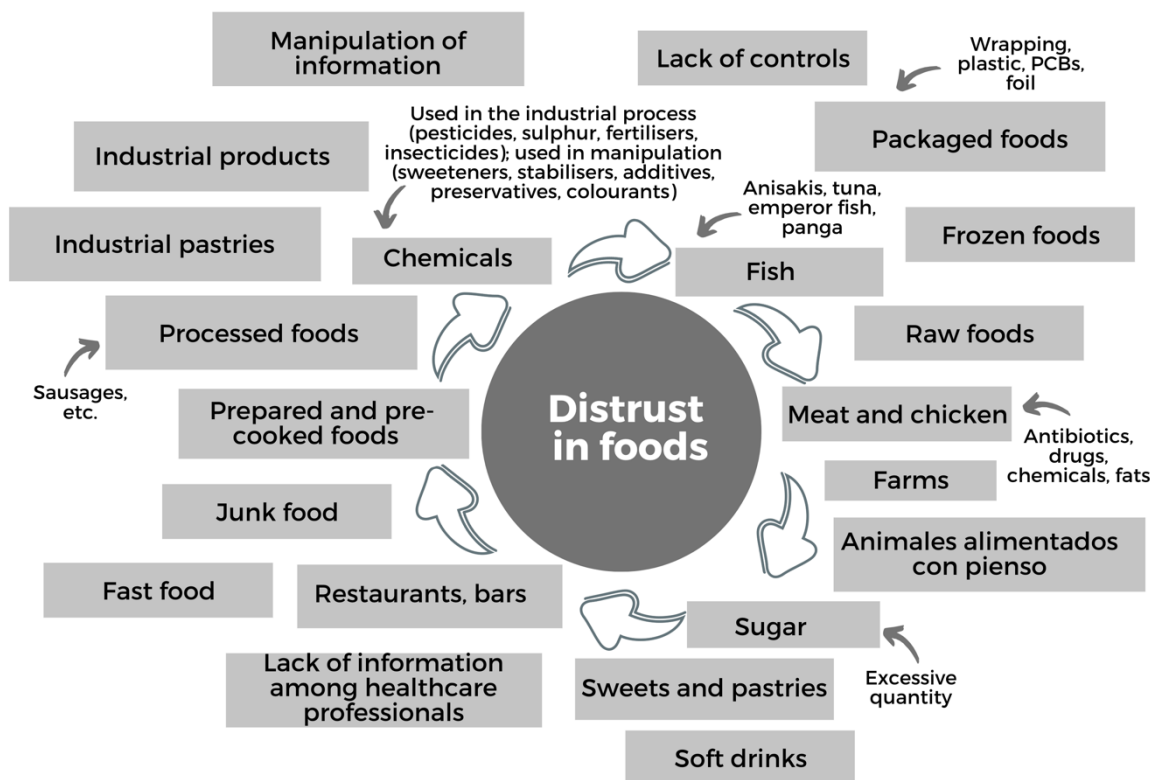 Manipulation of
information
Lack of controls
Wrapping,
plastic, PCBs,
foil
Packaged foods
Used in the industrial process
(pesticides, sulphur, fertilisers,
insecticides); used in manipulation
(sweeteners, stabilisers, additives,
preservatives, colourants)
Industrial products
Anisakis, tuna,
emperor fish,
panga
Industrial pastries
Chemicals
Fish
Frozen foods
Processed foods
Raw foods
Sausages,
etc.
Prepared and pre-
cooked foods
Distrust
in foods
Meat and chicken
Antibiotics,
drugs,
chemicals, fats
Farms
Junk food
Animales alimentados
con pienso
Fast food
Restaurants, bars
Sugar
Excessive
quantity
Lack of information
among healthcare
professionals
Sweets and pastries
Soft drinks